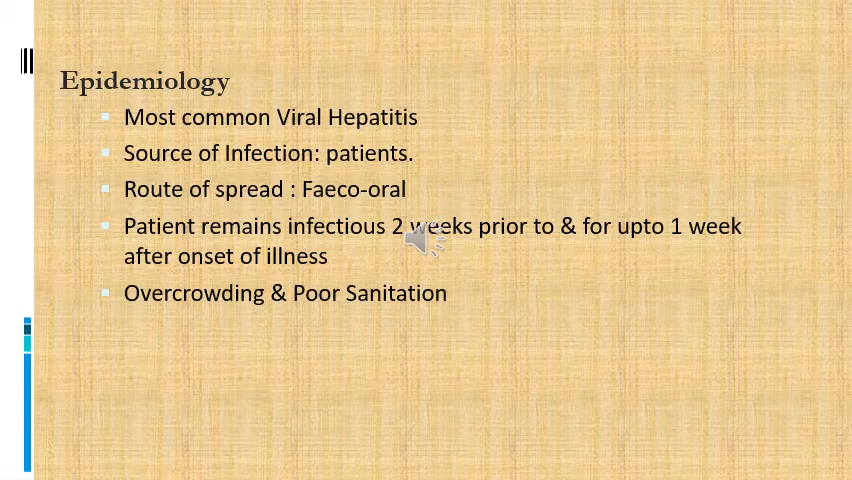 Epidemiology
Most common Viral Hepatitis
Source of Infection: patients.
Route of spread : Faeco-oral
Patient remains infectious 2 weeks prior to & for upto 1 week
after onset of illness
Overcrowding & Poor Sanitation